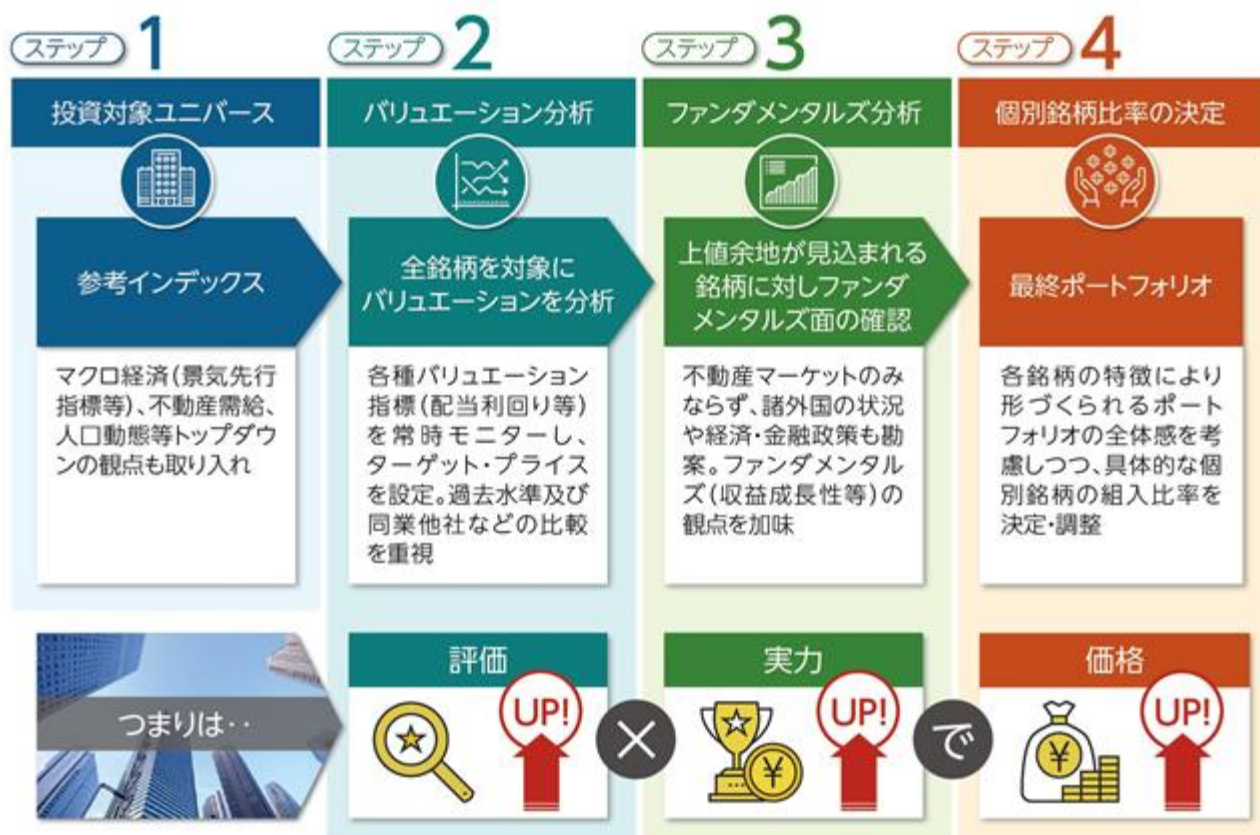 ステップ 1
投資対象ユニバース
参考インデックス
マクロ経済(景気先行
指標等)、不動産需給、
人口動態等トップダウ
ンの観点も取り入れ
ステップ 2
バリュエーション分析
全銘柄を対象に
バリュエーションを分析
各種バリュエーション
指標(配当利回り等)
を常時モニターし、
ターゲット・プライス
を設定。過去水準及び
同業他社などの比較
を重視
ステップ 3
ファンダメンタルズ分析
上値余地が見込まれる
銘柄に対しファンダ
メンタルズ面の確認
不動産マーケットのみ
ならず、諸外国の状況
や経済・金融政策も勘
案。ファンダメンタル
ズ(収益成長性等)の
観点を加味
ステップ 4
個別銘柄比率の決定
最終ポートフォリオ
各銘柄の特徴により
形づくられるポート
フォリオの全体感を考
慮しつつ、具体的な個
別銘柄の組入比率を
決定・調整
つまりは‥
評価
UP!
×
実力
¥
UP!
で
価格
¥
UP!